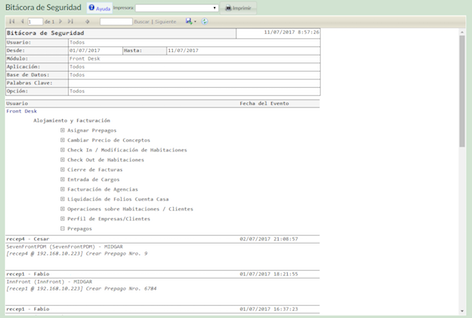 Bitácora de Seguridad Ayuda Impresora: Imprimir
1 de 1 Buscar | Siguiente
Bitácora de Seguridad 11/07/2017 8:57:26
Usuario: Todos
Desde: 01/07/2017 Hasta: 11/07/2017
Módulo: Front Desk
Aplicación: Todos
Base de Datos: Todos
Palabras Clave:
Opción: Todos
Usuario Fecha del Evento
Front Desk
Alojamiento y Facturación
Asignar Prepagos
Cambiar Precio de Conceptos
Check In / Modificación de Habitaciones
Check Out de Habitaciones
Cierre de Facturas
Entrada de Cargos
Facturación de Agencias
Liquidación de Folios Cuenta Casa
Operaciones sobre Habitaciones / Clientes
Perfil de Empresas/Clientes
Prepagos
recep4 - Cesar 02/07/2017 21:08:57
SevenFrontPDM (SevenFrontPDM) - MIDGAR
[recep4 @ 192.168.10.223] Crear Prepago Nro. 9
recep1 - Fabio 01/07/2017 18:21:55
InnFront (InnFront) - MIDGAR
[recep1 @ 192.168.10.223] Crear Prepago Nro. 6704
recep1 - Fabio 01/07/2017 16:37:23